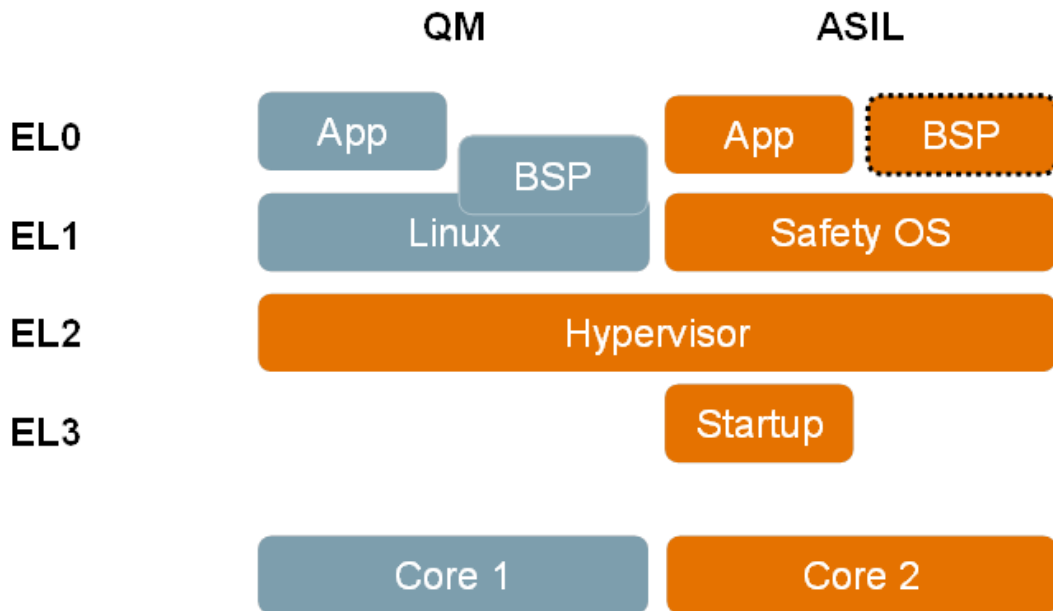 QM ASIL
EL0 App BSP App BSP
EL1 Linux Safety OS
EL2 Hypervisor
EL3 Startup
Core 1 Core 2